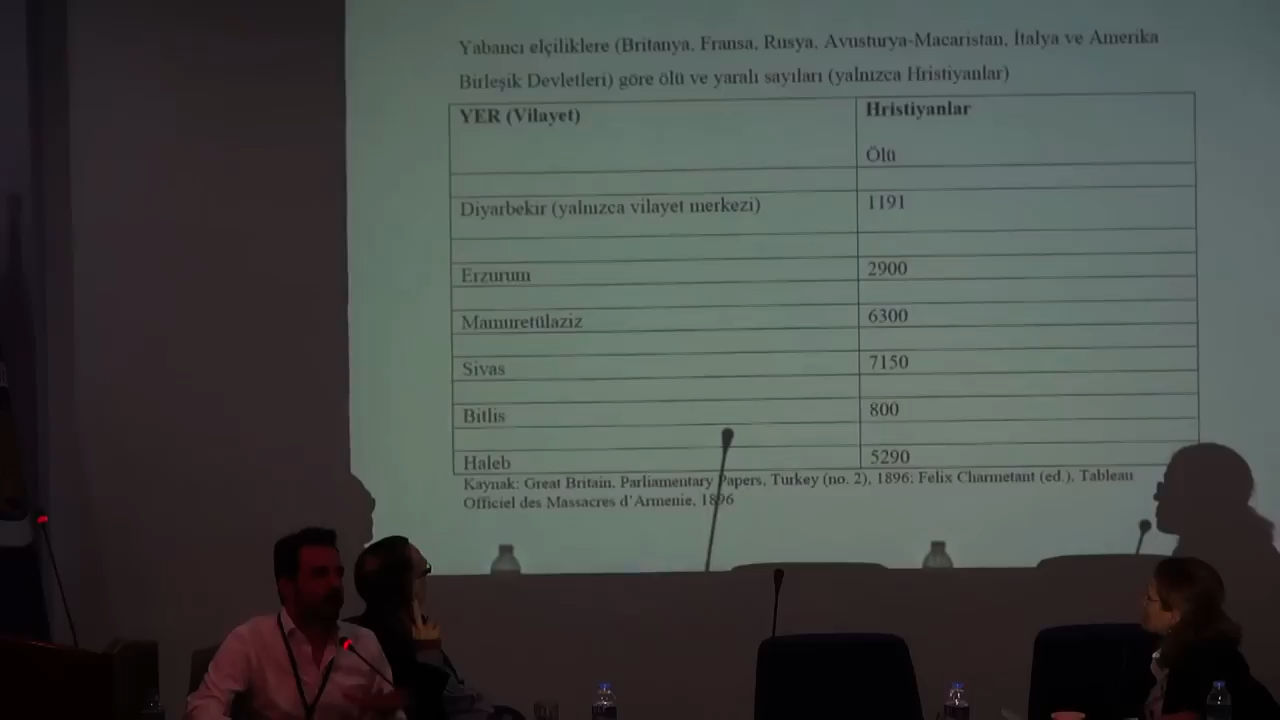 Yabancı elçiliklere (Britanya, Fransa, Rusya, Avusturya-Macaristan, İtalya ve Amerika
Birleşik Devletleri) göre ölü ve yaralı sayıları (yalnızca Hristiyanlar)
YER (Vilayet) Hristiyanlar
Ölü
Diyarbekir (yalnızca vilayet merkezi) 1191
Erzurum 2900
Mamuretülaziz 6300
Sivas 7150
Bitlis 800
Haleb 5290
Kaynak: Great Britain, Parliamentary Papers, Turkey (no. 2), 1896; Felix Charmetant (ed.), Tableau
Officiel des Massacres d'Armenie, 1896